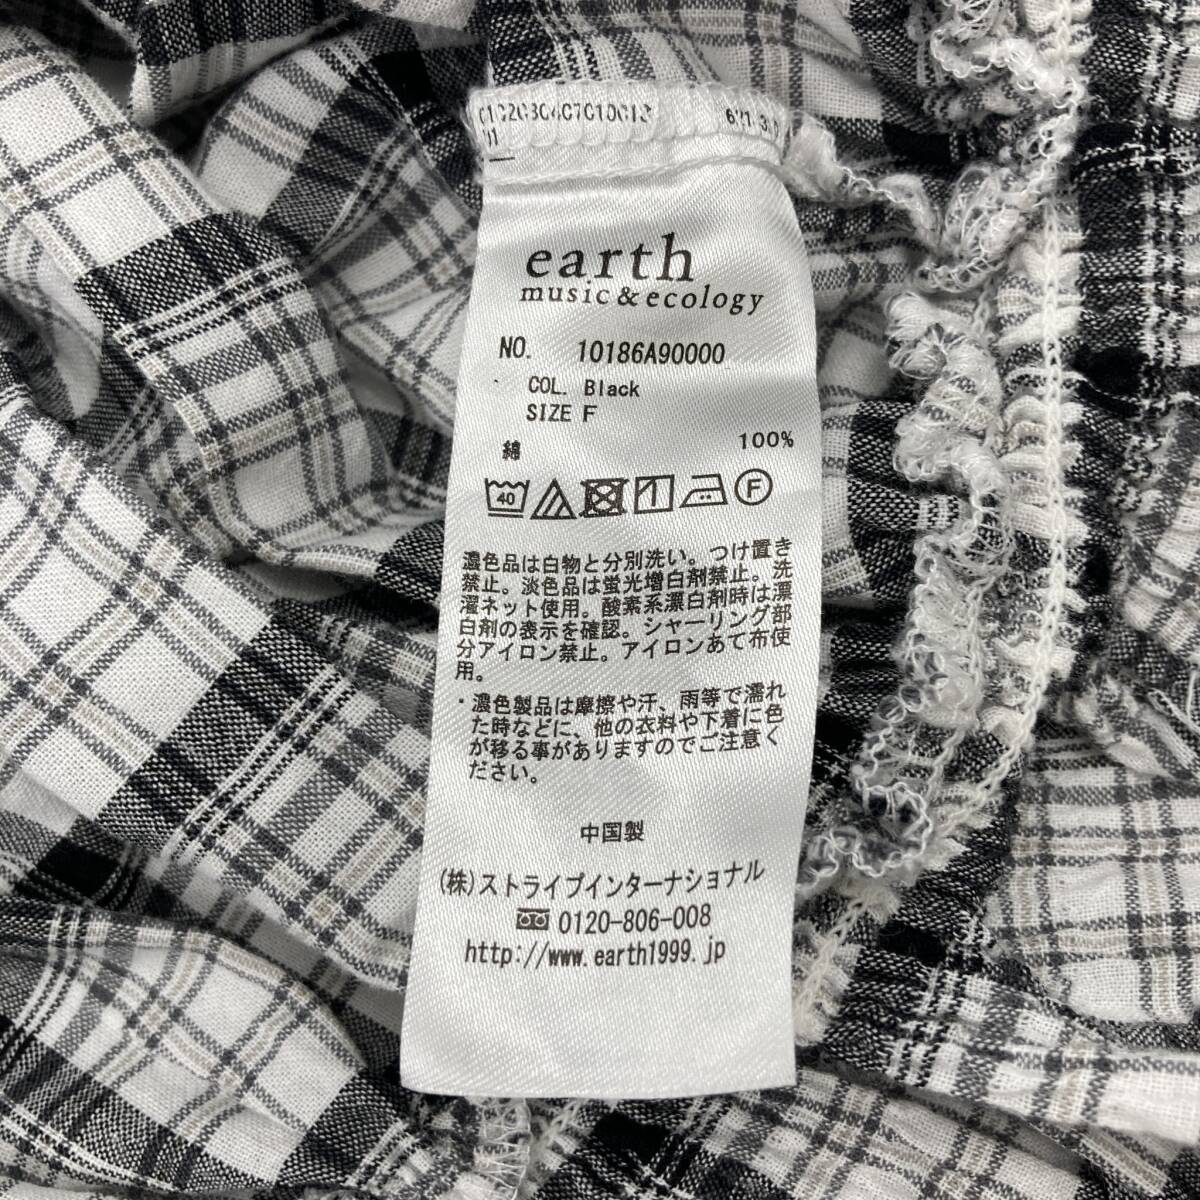 earth
music & ecology
NO. 10186A90000
COL. Black
SIZE F
綿 100%
40 F
濃色品は白物と分別洗い。つけ置き
禁止。淡色品は蛍光増白剤禁止。洗
濯ネット使用。酸素系漂白剤時は漂
白剤の表示を確認。シャーリング部
分アイロン禁止。アイロンあて布使
用。
・濃色製品は摩擦や汗、雨等で濡れ
た時などに、他の衣料や下着に色
が移る事がありますのでご注意く
ださい。
中国製
(株)ストライプインターナショナル
0120-806-008
http://www.earth1999.jp